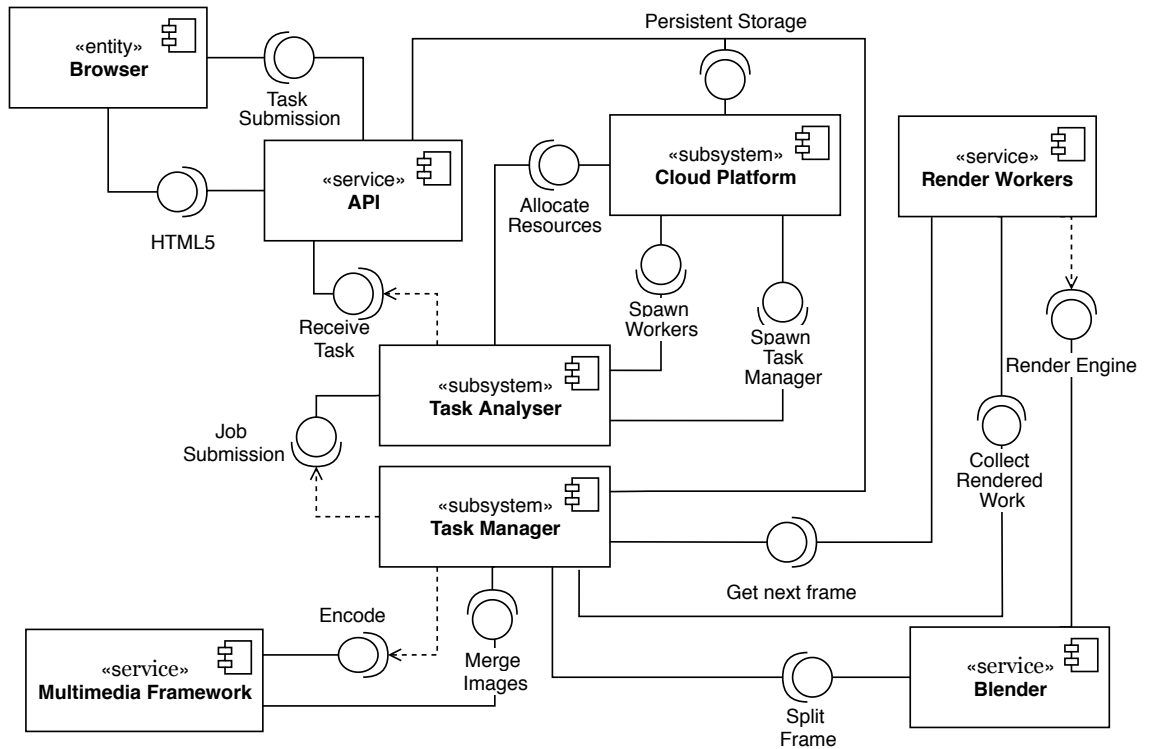 Persistent Storage
«entity»
Browser
Task
Submission
«service»
API
HTML5
«subsystem»
Cloud Platform
«service»
Render Workers
Allocate
Resources
Receive
Task
Spawn
Workers
Spawn
Task
Manager
Render Engine
«subsystem»
Task Analyser
Job
Submission
Collect
Rendered
Work
«subsystem»
Task Manager
Get next frame
Encode
Merge
Images
«service»
Multimedia Framework
«service»
Blender
Split
Frame